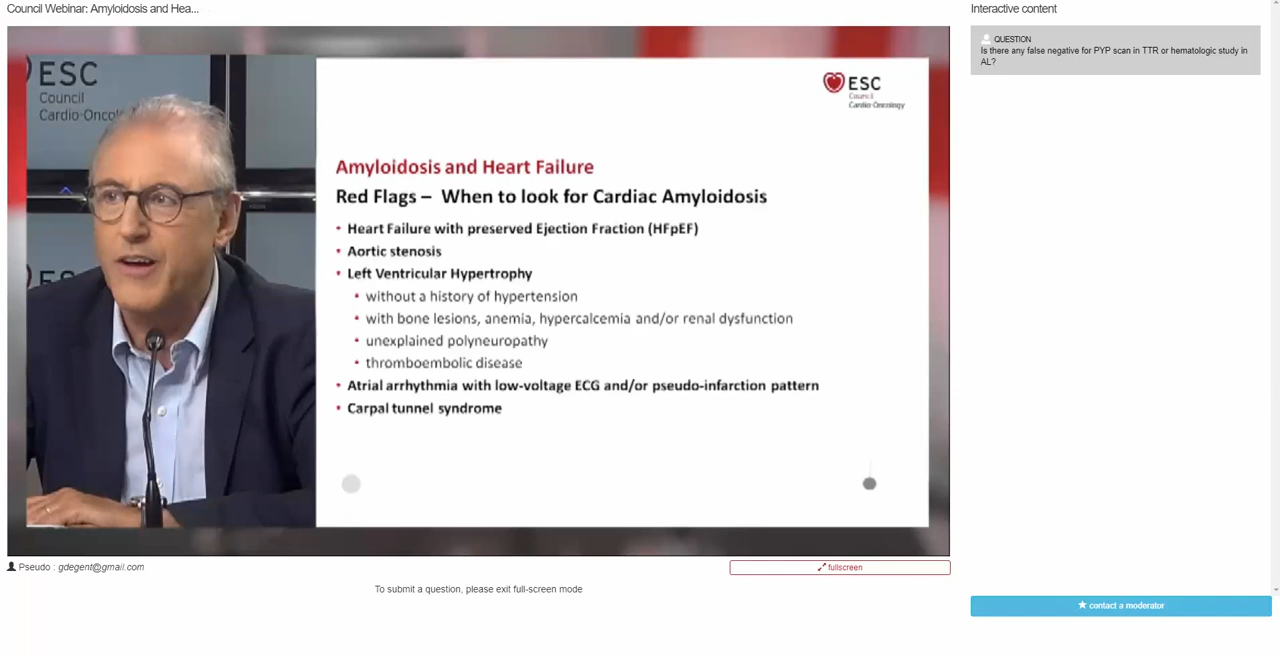 Council Webinar: Amyloidosis and Hea...
Interactive content
QUESTION
Is there any false negative for PYP scan in TTR or hematologic study in
AL?
ESC
Council
Cardio-Oncolo
ESC
Council
Cardio-Oncology
Amyloidosis and Heart Failure
Red Flags – When to look for Cardiac Amyloidosis
• Heart Failure with preserved Ejection Fraction (HFpEF)
• Aortic stenosis
• Left Ventricular Hypertrophy
• without a history of hypertension
• with bone lesions, anemia, hypercalcemia and/or renal dysfunction
• unexplained polyneuropathy
• thromboembolic disease
• Atrial arrhythmia with low-voltage ECG and/or pseudo-infarction pattern
• Carpal tunnel syndrome
Pseudo : gdegent@gmail.com
fullscreen
To submit a question, please exit full-screen mode
contact a moderator